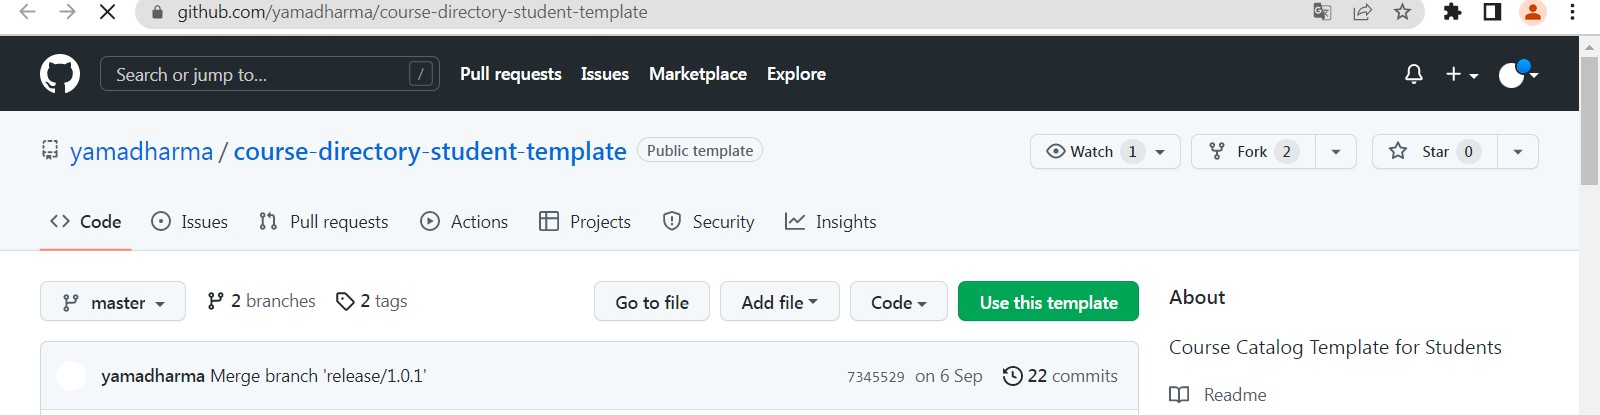 github.com/yamadharma/course-directory-student-template
Search or jump to... /
Pull requests Issues Marketplace Explore
yamadharma / course-directory-student-template Public template
Watch 1 Fork 2 Star 0
Code Issues Pull requests Actions Projects Security Insights
master 2 branches 2 tags Go to file Add file Code Use this template
About
Course Catalog Template for Students
yamadharma Merge branch 'release/1.0.1' 7345529 on 6 Sep 22 commits
Readme